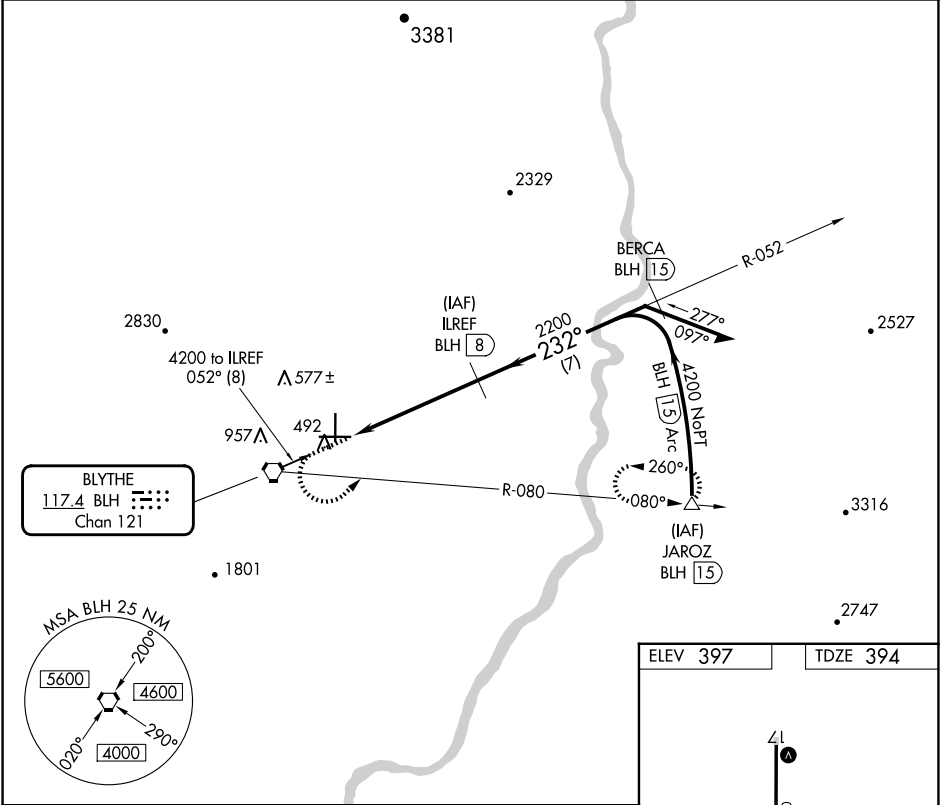 3381
2329
BERCA
BLH 15
R-052
277°
097°
2527
(IAF)
ILREF
BLH 8
2200
232°
(7)
2830
4200 to ILREF
052° (8)
577 ±
957
492
4200 NoPT
BLH 15 Arc
BLYTHE
117.4 BLH
Chan 121
R-080
260°
080°
(IAF)
JAROZ
BLH 15
3316
1801
2747
MSA BLH 25 NM
200°
5600
4600
020°
290°
4000
ELEV 397
TDZE 394
17
V